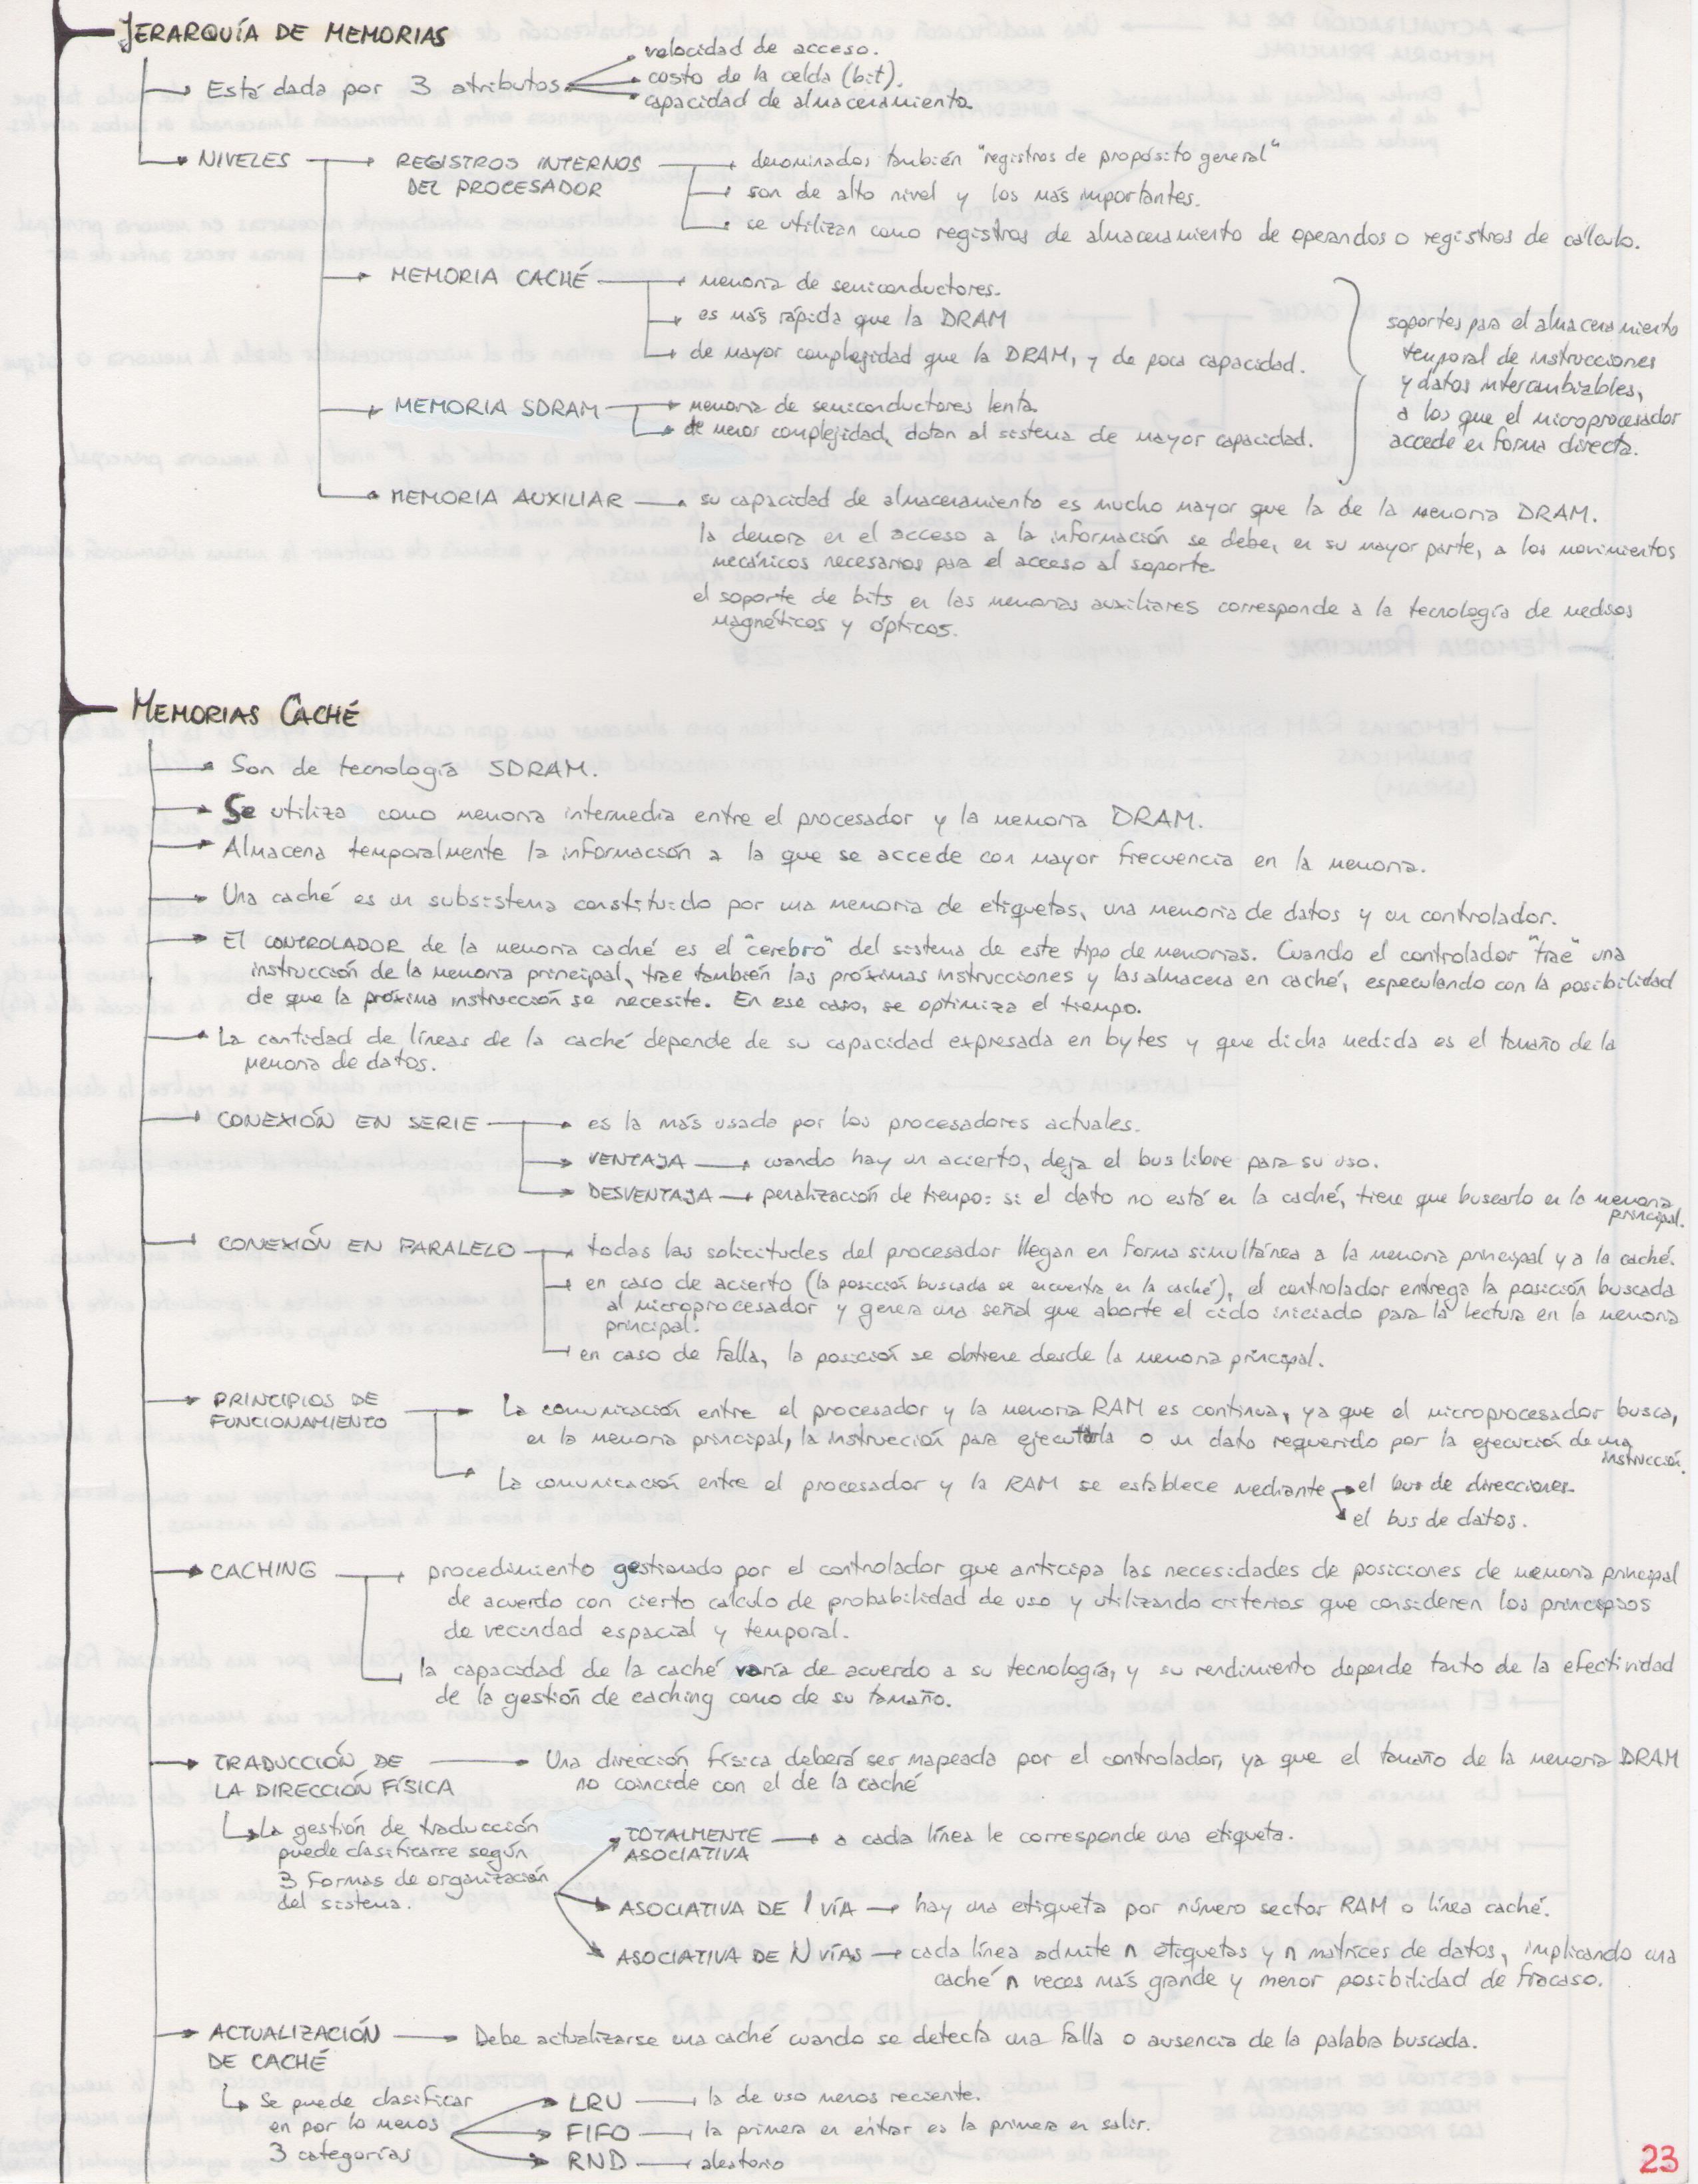 JERARQUÍA DE MEMORIAS
Está dada por 3 atributos
velocidad de acceso.
costo de la celda (bit).
capacidad de almacenamiento.
NIVELES
REGISTROS INTERNOS
DEL PROCESADOR
denominados también "registros de propósito general"
son de alto nivel y los más importantes.
se utilizan como registros de almacenamiento de operandos o registros de cálculo.
MEMORIA CACHÉ
memoria de semiconductores.
es más rápida que la DRAM
de mayor complejidad que la DRAM, y de poca capacidad.
MEMORIA SDRAM
memoria de semiconductores lenta.
de menor complejidad, dotan al sistema de mayor capacidad.
soportes para el almacenamiento
temporal de instrucciones
y datos intercambiables,
a los que el microprocesador
accede en forma directa.
MEMORIA AUXILIAR
su capacidad de almacenamiento es mucho mayor que la de la memoria DRAM.
la demora en el acceso a la información se debe, en su mayor parte, a los movimientos
mecánicos necesarios para el acceso al soporte.
el soporte de bits en las memorias auxiliares corresponde a la tecnología de medios
magnéticos y ópticos.
MEMORIAS CACHÉ
Son de tecnología SDRAM.
Se utiliza como memoria intermedia entre el procesador y la memoria DRAM.
Almacena temporalmente la información a la que se accede con mayor frecuencia en la memoria.
Una caché es un subsistema constituido por una memoria de etiquetas, una memoria de datos y un controlador.
El CONTROLADOR de la memoria caché es el "cerebro" del sistema de este tipo de memorias. Cuando el controlador "trae" una
instrucción de la memoria principal, trae también las próximas instrucciones y las almacena en caché, especulando con la posibilidad
de que la próxima instrucción se necesite. En ese caso, se optimiza el tiempo.
La cantidad de líneas de la caché depende de su capacidad expresada en bytes y que dicha medida es el tamaño de la
memoria de datos.
CONEXIÓN EN SERIE
es la más usada por los procesadores actuales.
VENTAJA
cuando hay un acierto, deja el bus libre para su uso.
DESVENTAJA
penalización de tiempo: si el dato no está en la caché, tiene que buscarlo en la memoria
principal.
CONEXIÓN EN PARALELO
todas las solicitudes del procesador llegan en forma simultánea a la memoria principal y a la caché.
en caso de acierto (la posición buscada se encuentra en la caché), el controlador entrega la posición buscada
al microprocesador y genera una señal que aborte el ciclo iniciado para la lectura en la memoria
principal.
en caso de falla, la posición se obtiene desde la memoria principal.
PRINCIPIOS DE
FUNCIONAMIENTO
La comunicación entre el procesador y la memoria RAM es continua, ya que el microprocesador busca,
en la memoria principal, la instrucción para ejecutarla o un dato requerido por la ejecución de una
instrucción.
La comunicación entre el procesador y la RAM se establece mediante
el bus de direcciones.
el bus de datos.
CACHING
procedimiento gestionado por el controlador que anticipa las necesidades de posiciones de memoria principal
de acuerdo con cierto calculo de probabilidad de uso y utilizando criterios que consideren los principios
de vecindad espacial y temporal.
la capacidad de la caché varía de acuerdo a su tecnología, y su rendimiento depende tanto de la efectividad
de la gestión de caching como de su tamaño.
TRADUCCIÓN DE
LA DIRECCIÓN FÍSICA
Una dirección física deberá ser mapeada por el controlador, ya que el tamaño de la memoria DRAM
no coincide con el de la caché
La gestión de traducción
puede clasificarse según
3 formas de organización
del sistema.
TOTALMENTE
ASOCIATIVA
a cada línea le corresponde una etiqueta.
ASOCIATIVA DE 1 VÍA
hay una etiqueta por número sector RAM o línea caché.
ASOCIATIVA DE N VÍAS
cada línea admite n etiquetas y n matrices de datos, implicando una
caché n veces más grande y menor posibilidad de fracaso.
ACTUALIZACIÓN
DE CACHÉ
Debe actualizarse una caché cuando se detecta una falla o ausencia de la palabra buscada.
Se puede clasificar
en por lo menos
3 categorías
LRU
la de uso menos reciente.
FIFO
la primera en entrar es la primera en salir.
RND
aleatorio
23